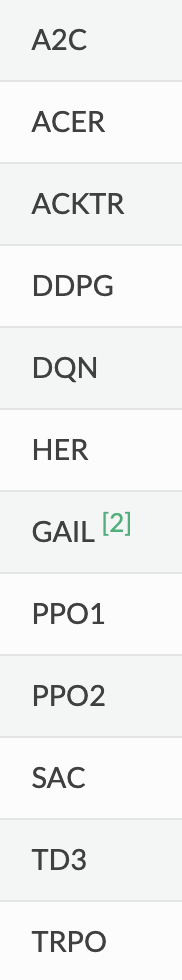 A2C
ACER
ACKTR
DDPG
DQN
HER
GAIL [2]
PPO1
PPO2
SAC
TD3
TRPO